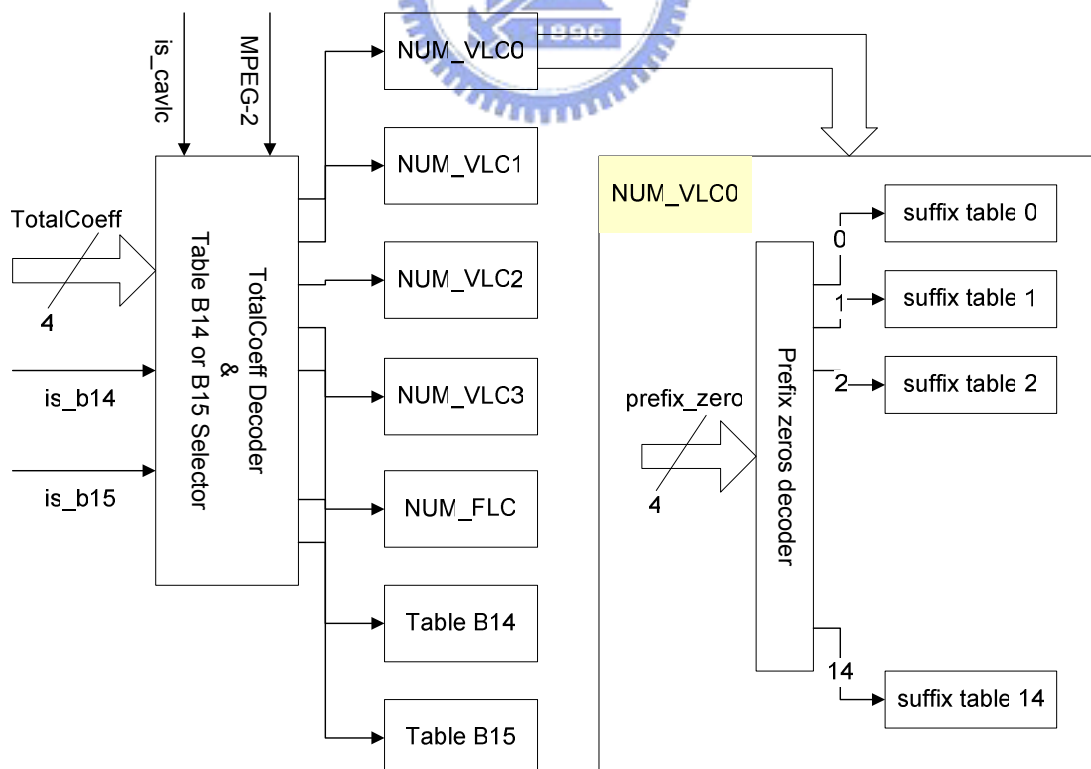 1896
is_cavlc
MPEG-2
TotalCoeff
4
is_b14
is_b15
TotalCoeff Decoder
&
Table B14 or B15 Selector
NUM_VLC0
NUM_VLC1
NUM_VLC2
NUM_VLC3
NUM_FLC
Table B14
Table B15
NUM_VLC0
prefix_zero
4
Prefix zeros decoder
0
1
2
14
suffix table 0
suffix table 1
suffix table 2
suffix table 14